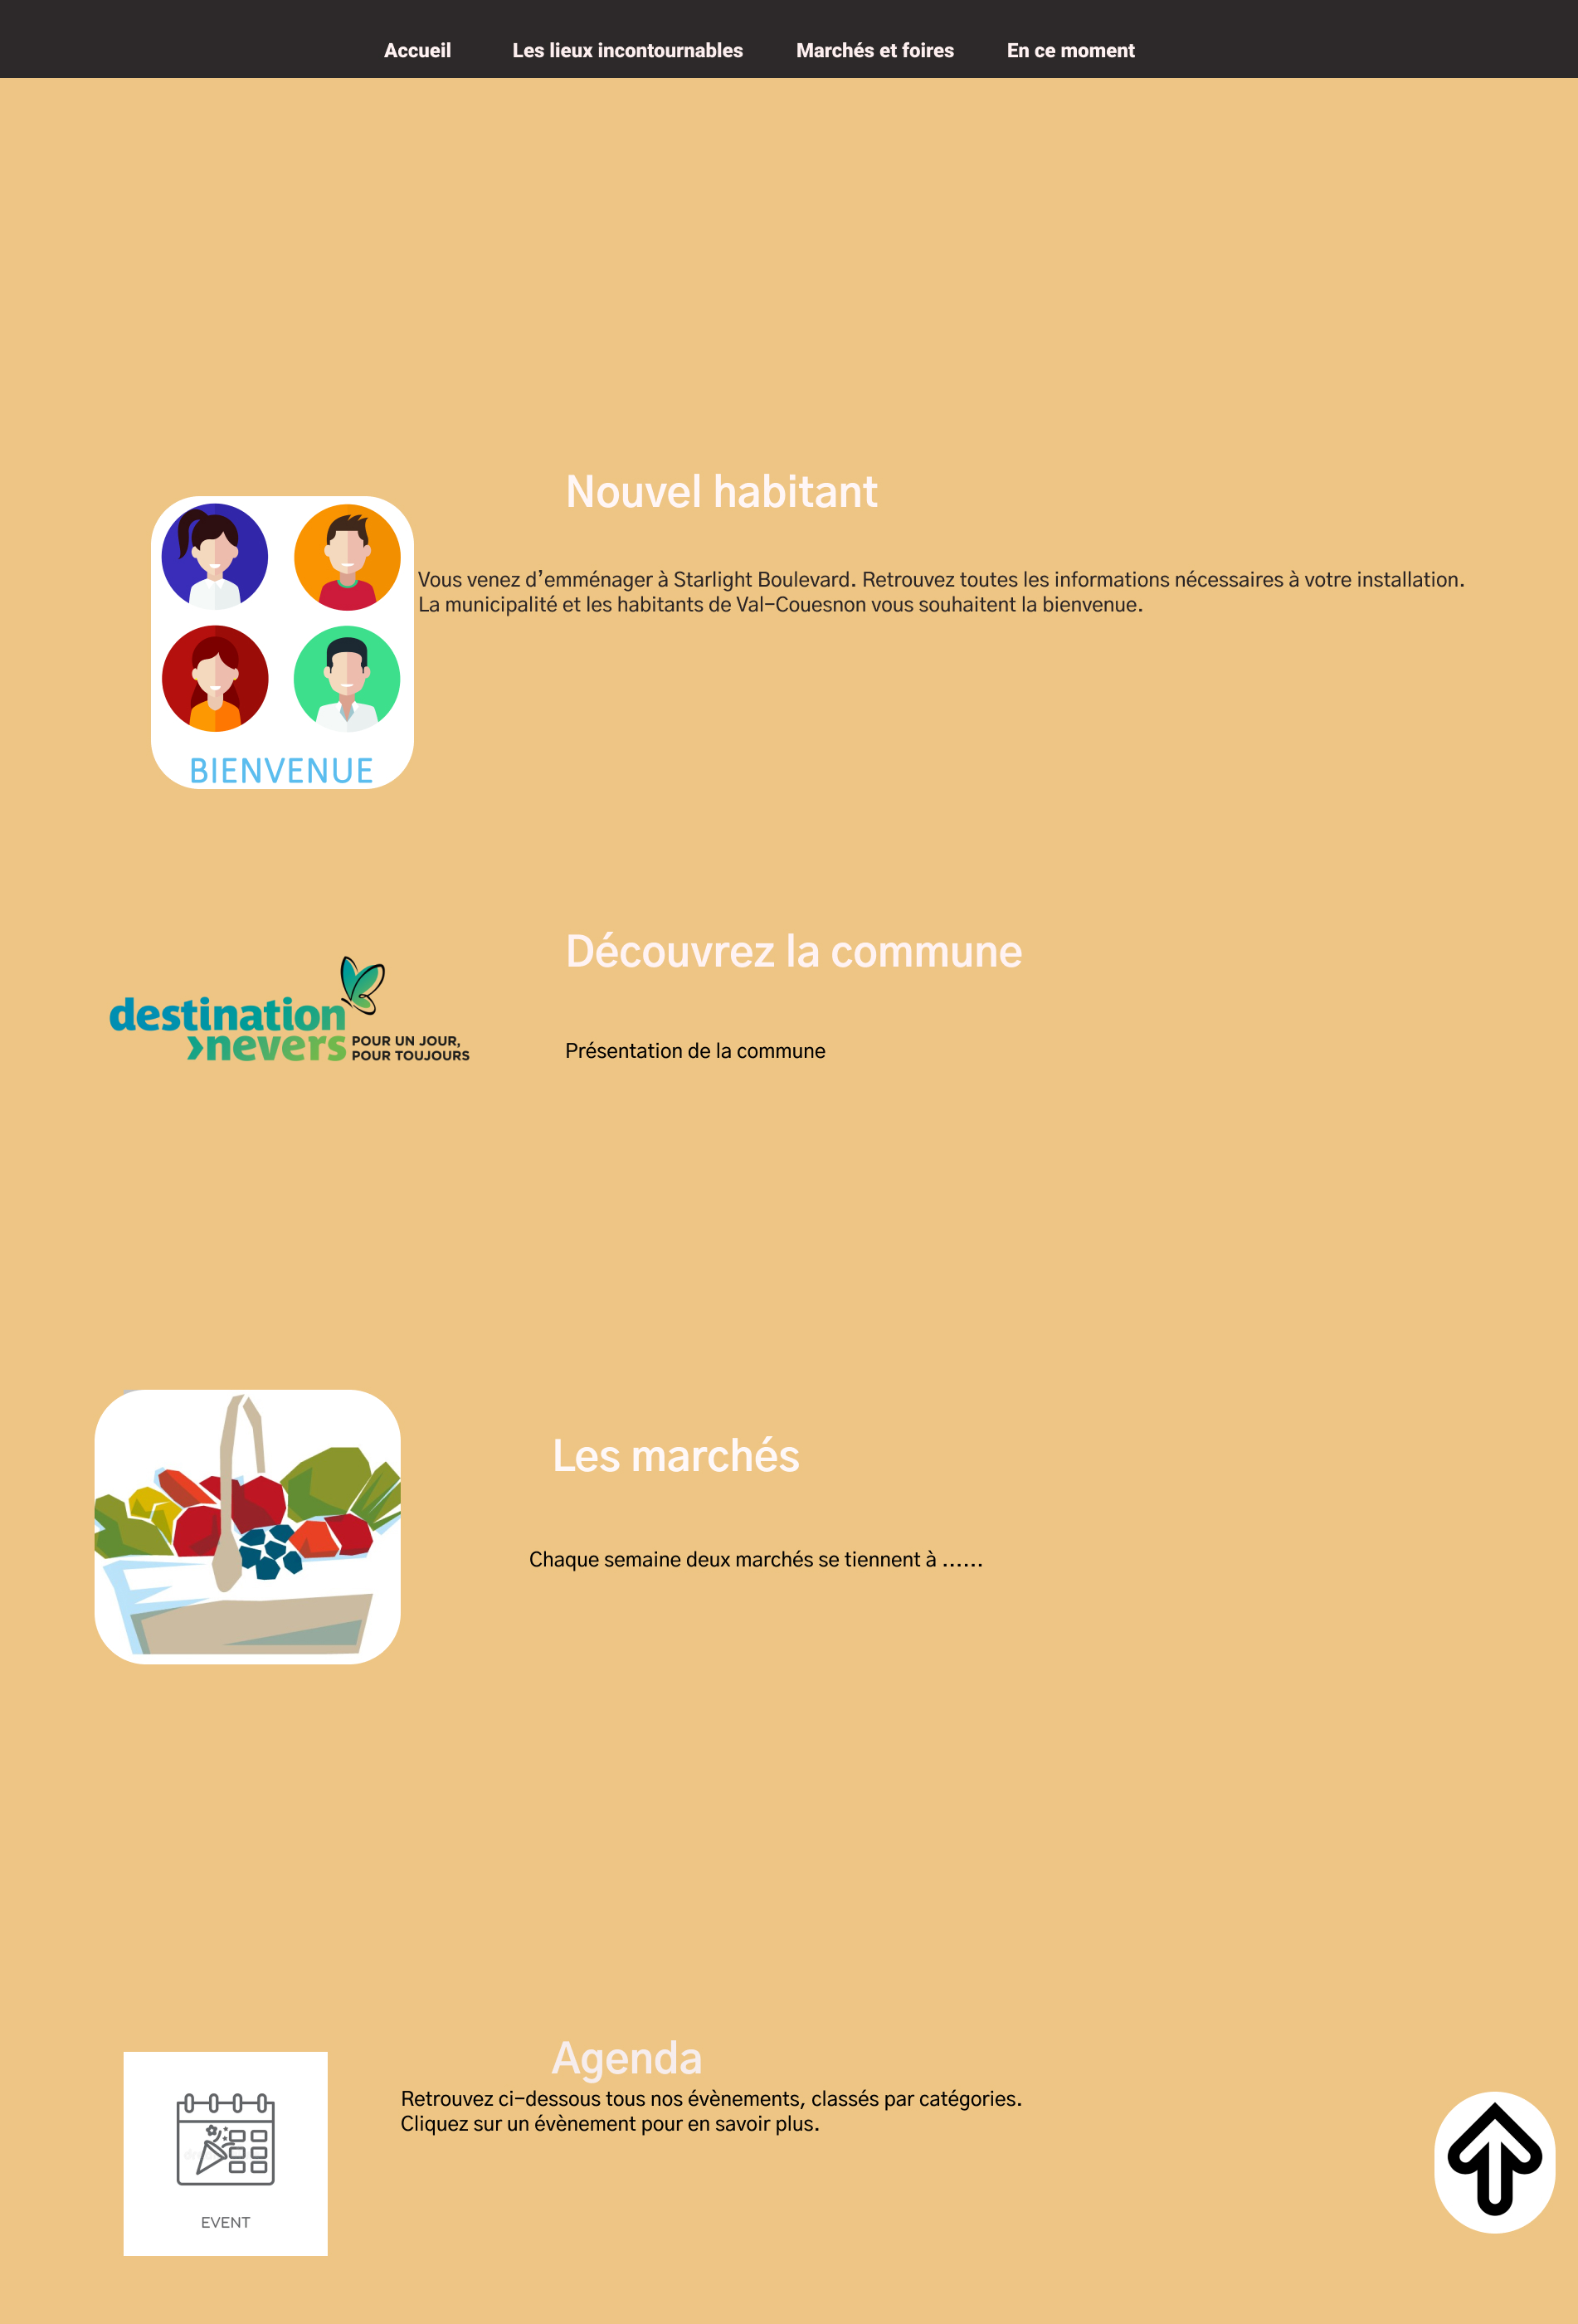 Accueil
Les lieux incontournables
Marchés et foires
En ce moment
Nouvel habitant
Vous venez d’emménager à Starlight Boulevard. Retrouvez toutes les informations nécessaires à votre installation.
La municipalité et les habitants de Val-Couesnon vous souhaitent la bienvenue.
BIENVENUE
Découvrez la commune
destination
›nevers
POUR UN JOUR,
POUR TOUJOURS
Présentation de la commune
Les marchés
Chaque semaine deux marchés se tiennent à ......
Agenda
Retrouvez ci-dessous tous nos évènements, classés par catégories.
Cliquez sur un évènement pour en savoir plus.
EVENT